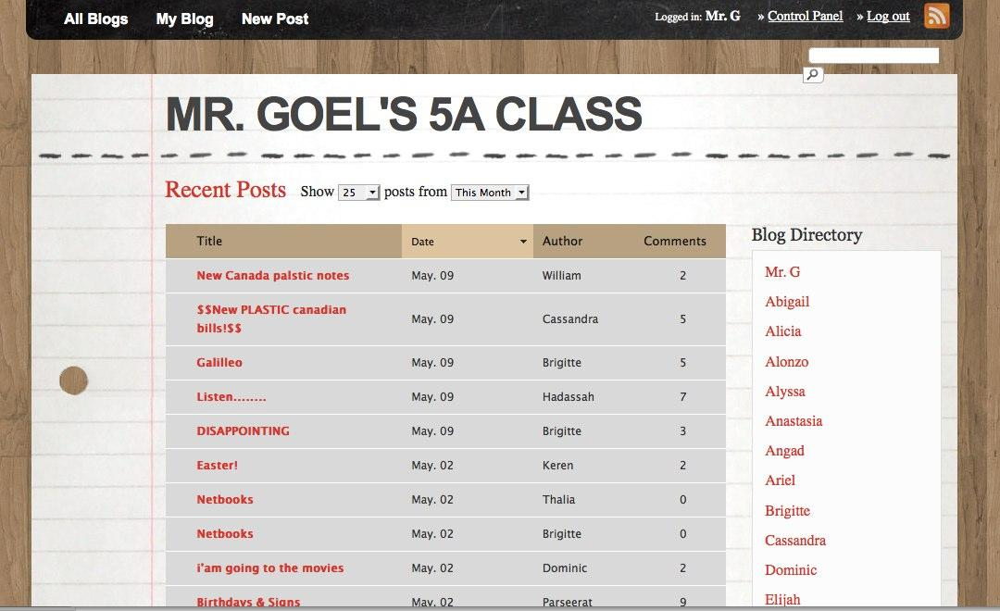 All Blogs My Blog New Post Logged in: Mr. G » Control Panel » Log out
MR. GOEL'S 5A CLASS
Recent Posts Show 25 posts from This Month
Title Date Author Comments
New Canada palstic notes May. 09 William 2
$$New PLASTIC canadian
bills!$$ May. 09 Cassandra 5
Galilleo May. 09 Brigitte 5
Listen........ May. 09 Hadassah 7
DISAPPOINTING May. 09 Brigitte 3
Easter! May. 02 Keren 2
Netbooks May. 02 Thalia 0
Netbooks May. 02 Brigitte 0
i'am going to the movies May. 02 Dominic 2
Birthdays & Signs May. 02 Parseerat 9
Blog Directory
Mr. G
Abigail
Alicia
Alonzo
Alyssa
Anastasia
Angad
Ariel
Brigitte
Cassandra
Dominic
Elijah